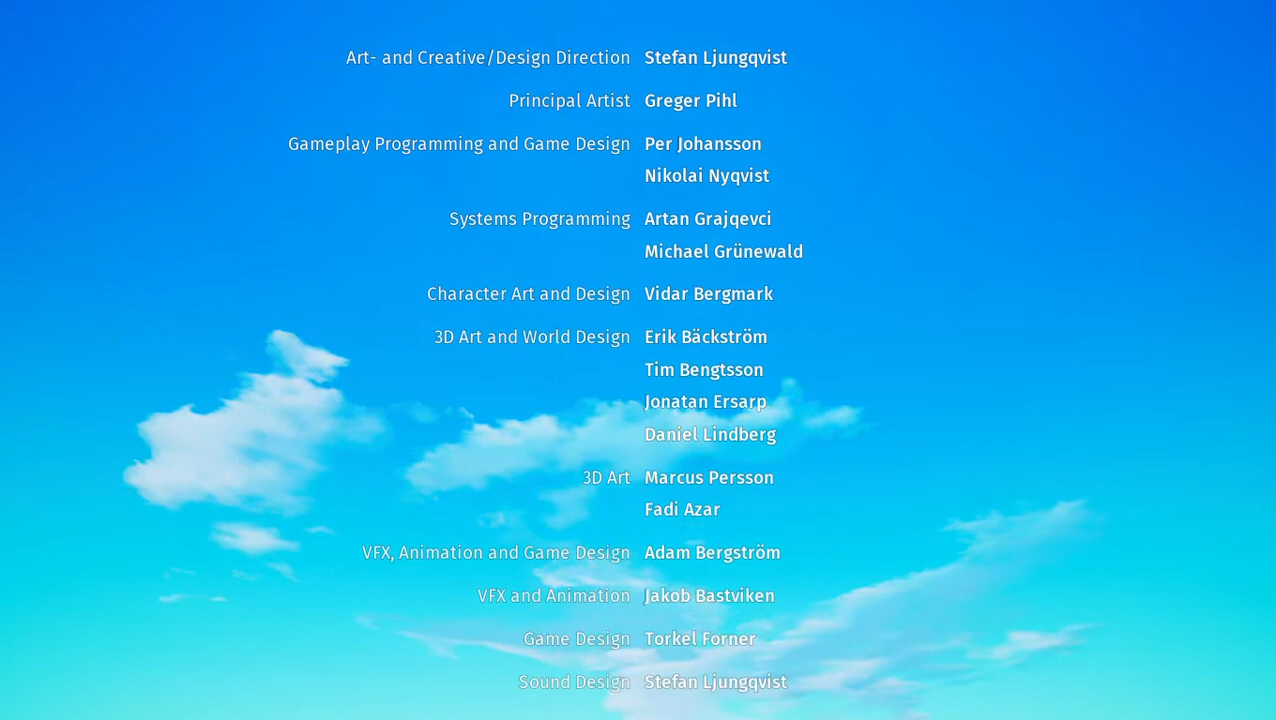 Art- and Creative/Design Direction Stefan Ljungqvist
Principal Artist Greger Pihl
Gameplay Programming and Game Design Per Johansson
Nikolai Nyqvist
Systems Programming Artan Grajqevci
Michael Grünewald
Character Art and Design Vidar Bergmark
3D Art and World Design Erik Bäckström
Tim Bengtsson
Jonatan Ersarp
Daniel Lindberg
3D Art Marcus Persson
Fadi Azar
VFX, Animation and Game Design Adam Bergström
VFX and Animation Jakob Bastviken
Game Design Torkel Forner
Sound Design Stefan Ljungqvist